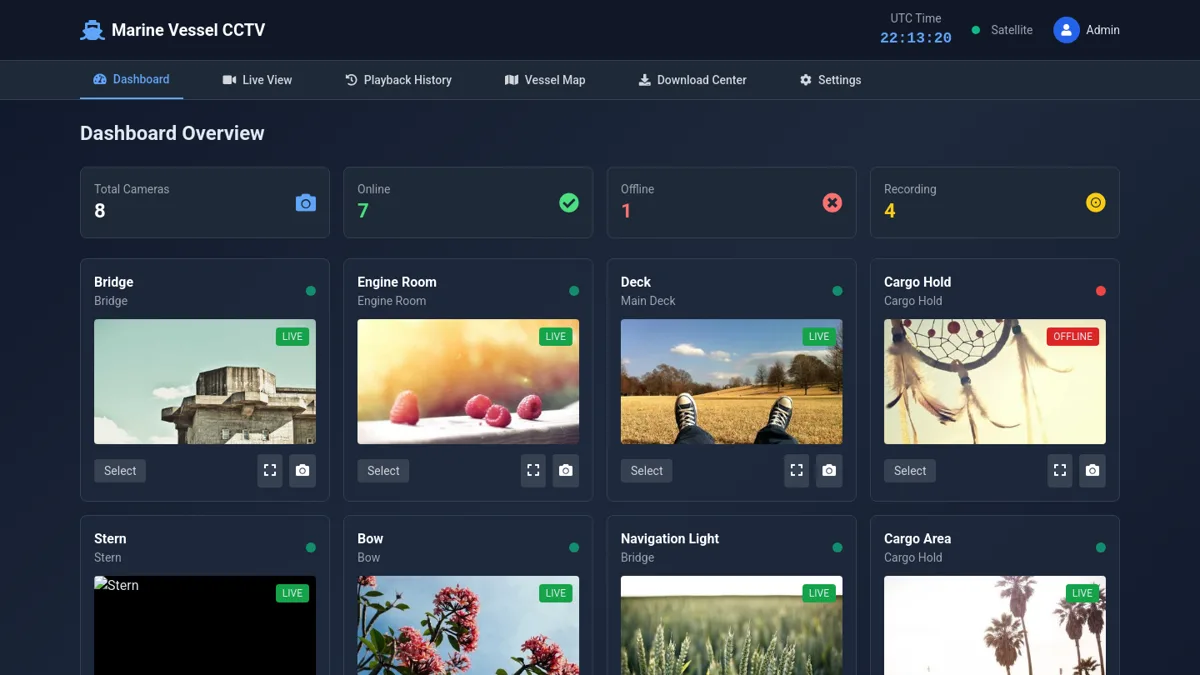 Marine Vessel CCTV
UTC Time
22:13:20
Satellite
Admin
Dashboard
Live View
Playback History
Vessel Map
Download Center
Settings
Dashboard Overview
Total Cameras
8
Online
7
Offline
1
Recording
4
Bridge
Bridge
LIVE
Select
Engine Room
Engine Room
LIVE
Select
Deck
Main Deck
LIVE
Select
Cargo Hold
Cargo Hold
OFFLINE
Select
Stern
Stern
Stern
LIVE
Bow
Bow
LIVE
Navigation Light
Bridge
LIVE
Cargo Area
Cargo Hold
LIVE